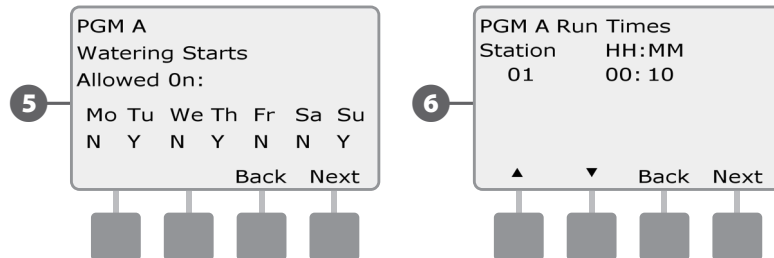 5
PGM A
Watering Starts
Allowed 0n:
Mo Tu We Th Fr Sa Su
N Y N Y N N Y
Back Next
6
PGM A Run Times
Station HH:MM
01 00: 10
▲ ▼ Back Next